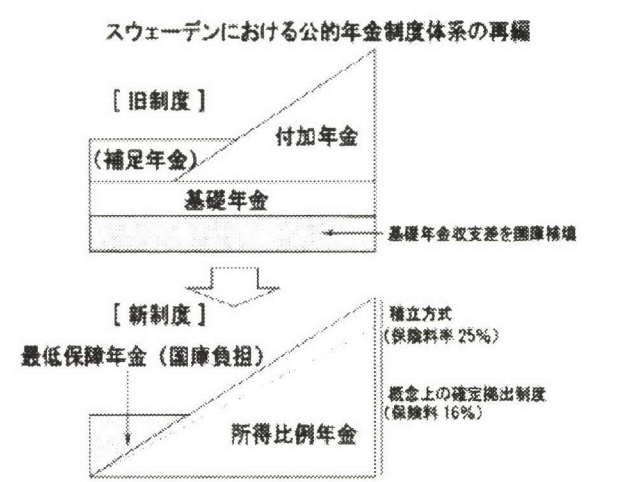 スウェーデンにおける公的年金制度体系の再編
[ 旧制度 ]
付加年金
(補足年金)
基礎年金
基礎年金収支差を国庫補填
[ 新制度 ]
最低保障年金 (国庫負担)
積立方式
(保険料率 25%)
概念上の確定拠出制度
(保険料 16%)
所得比例年金